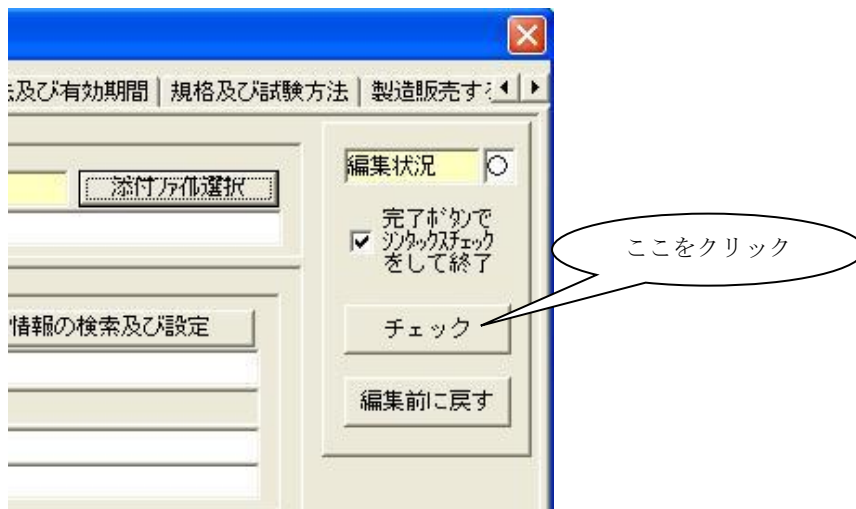 及び有効期間
規格及び試験方法
製造販売す
編集状況
○
添付ﾌｧｲﾙ選択
完了ﾎﾞﾀﾝで
ｼﾝﾀｯｸｽﾁｪｯｸ
をして終了
ここをクリック
情報の検索及び設定
チェック
編集前に戻す